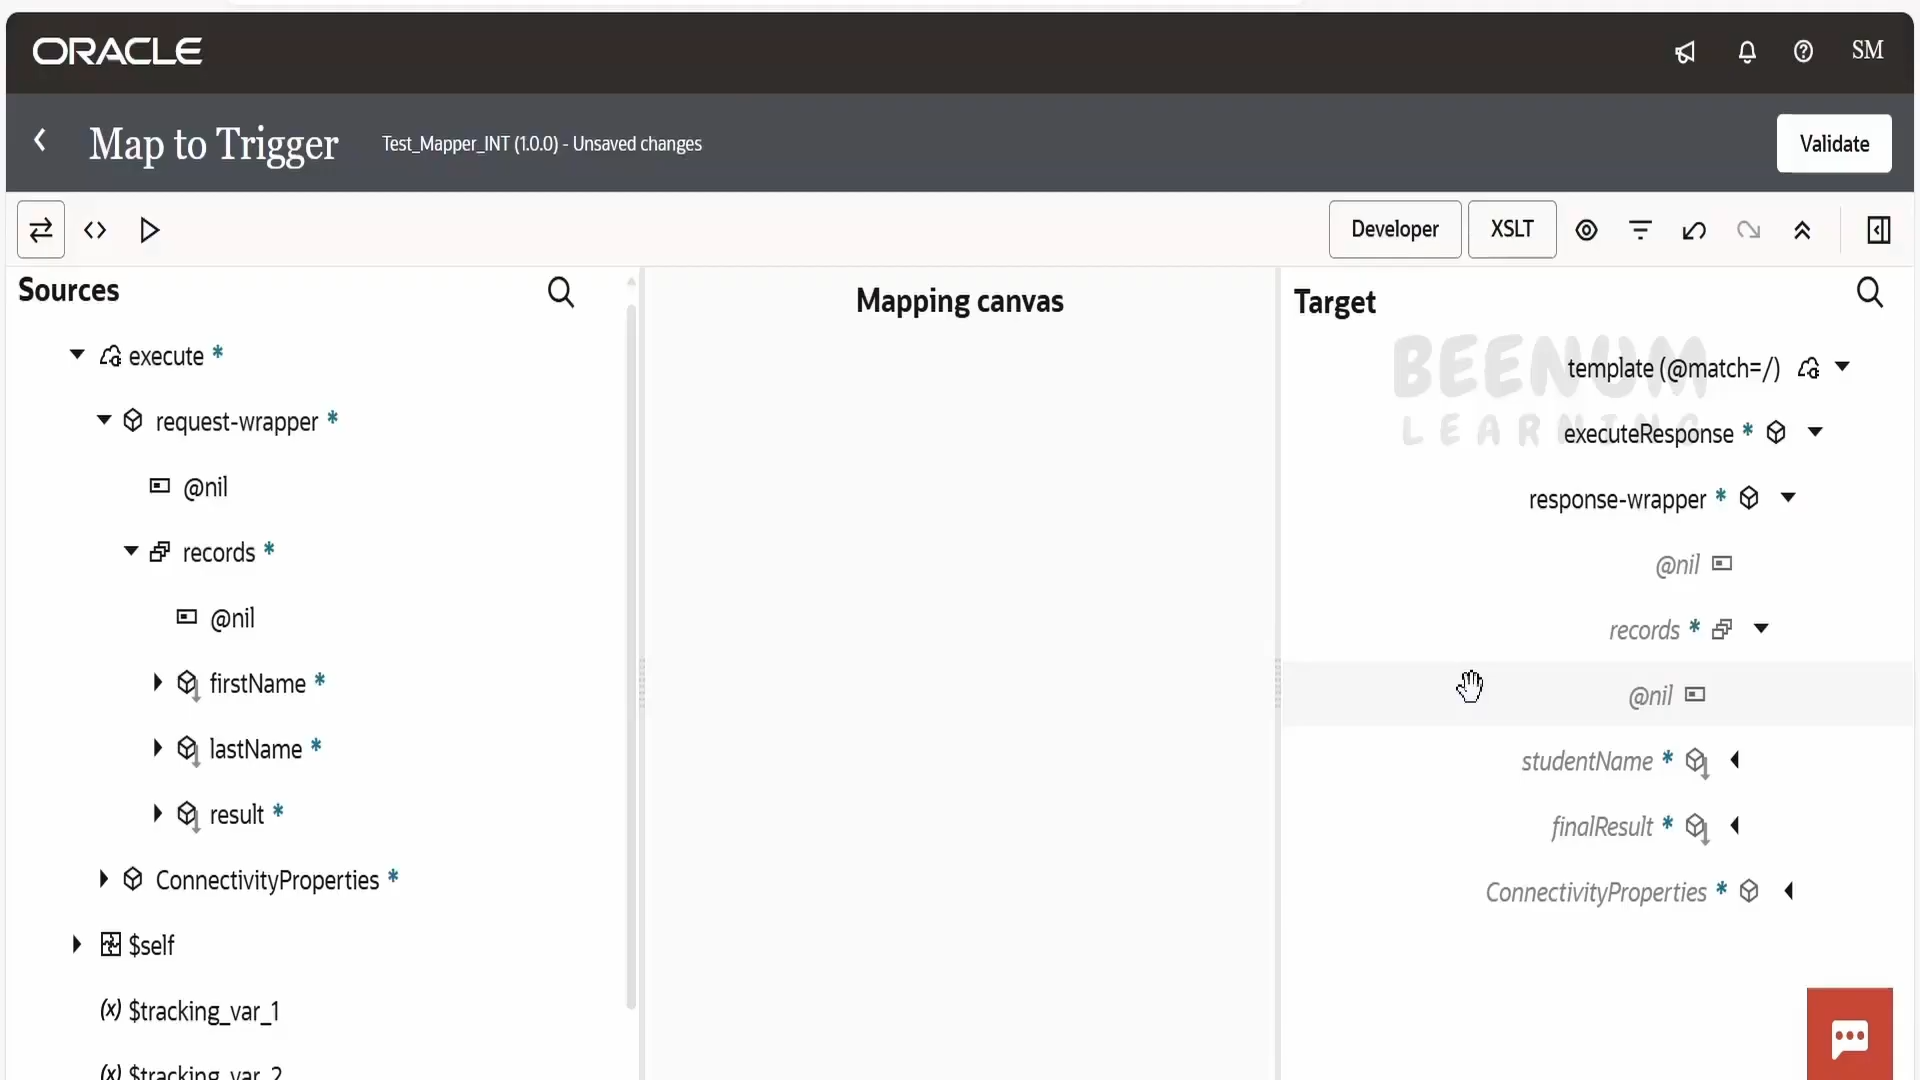 ORACLE
SM
Map to Trigger
Test_Mapper_INT (1.0.0) - Unsaved changes
Validate
Developer
XSLT
Sources
execute *
request-wrapper *
@nil
records *
@nil
firstName *
lastName *
result *
ConnectivityProperties *
$self
(x) $tracking_var_1
(x) $tracking_var_2
Mapping canvas
Target
BEENUM
LEARNING
template (@match=/)
executeResponse *
response-wrapper *
@nil
records *
@nil
studentName *
finalResult *
ConnectivityProperties *